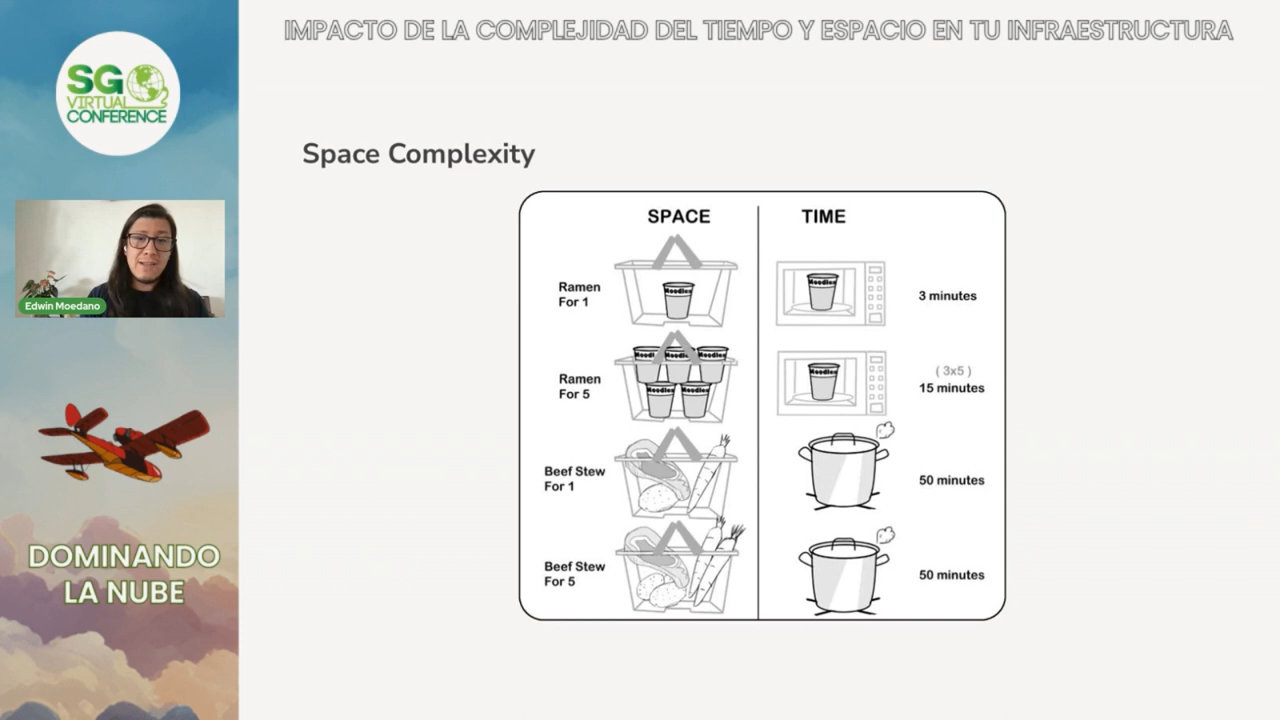 IMPACTO DE LA COMPLEJIDAD DEL TIEMPO Y ESPACIO EN TU INFRAESTRUCTURA
SG
VIRTUAL
CONFERENCE
Edwin Moedano
DOMINANDO
LA NUBE
Space Complexity
SPACE
TIME
Ramen
For 1
Noodles
Noodles
3 minutes
Ramen
For 5
Noodles
Noodles
Noodles
Noodles
Noodles
Noodles
( 3x5 )
15 minutes
Beef Stew
For 1
50 minutes
Beef Stew
For 5
50 minutes